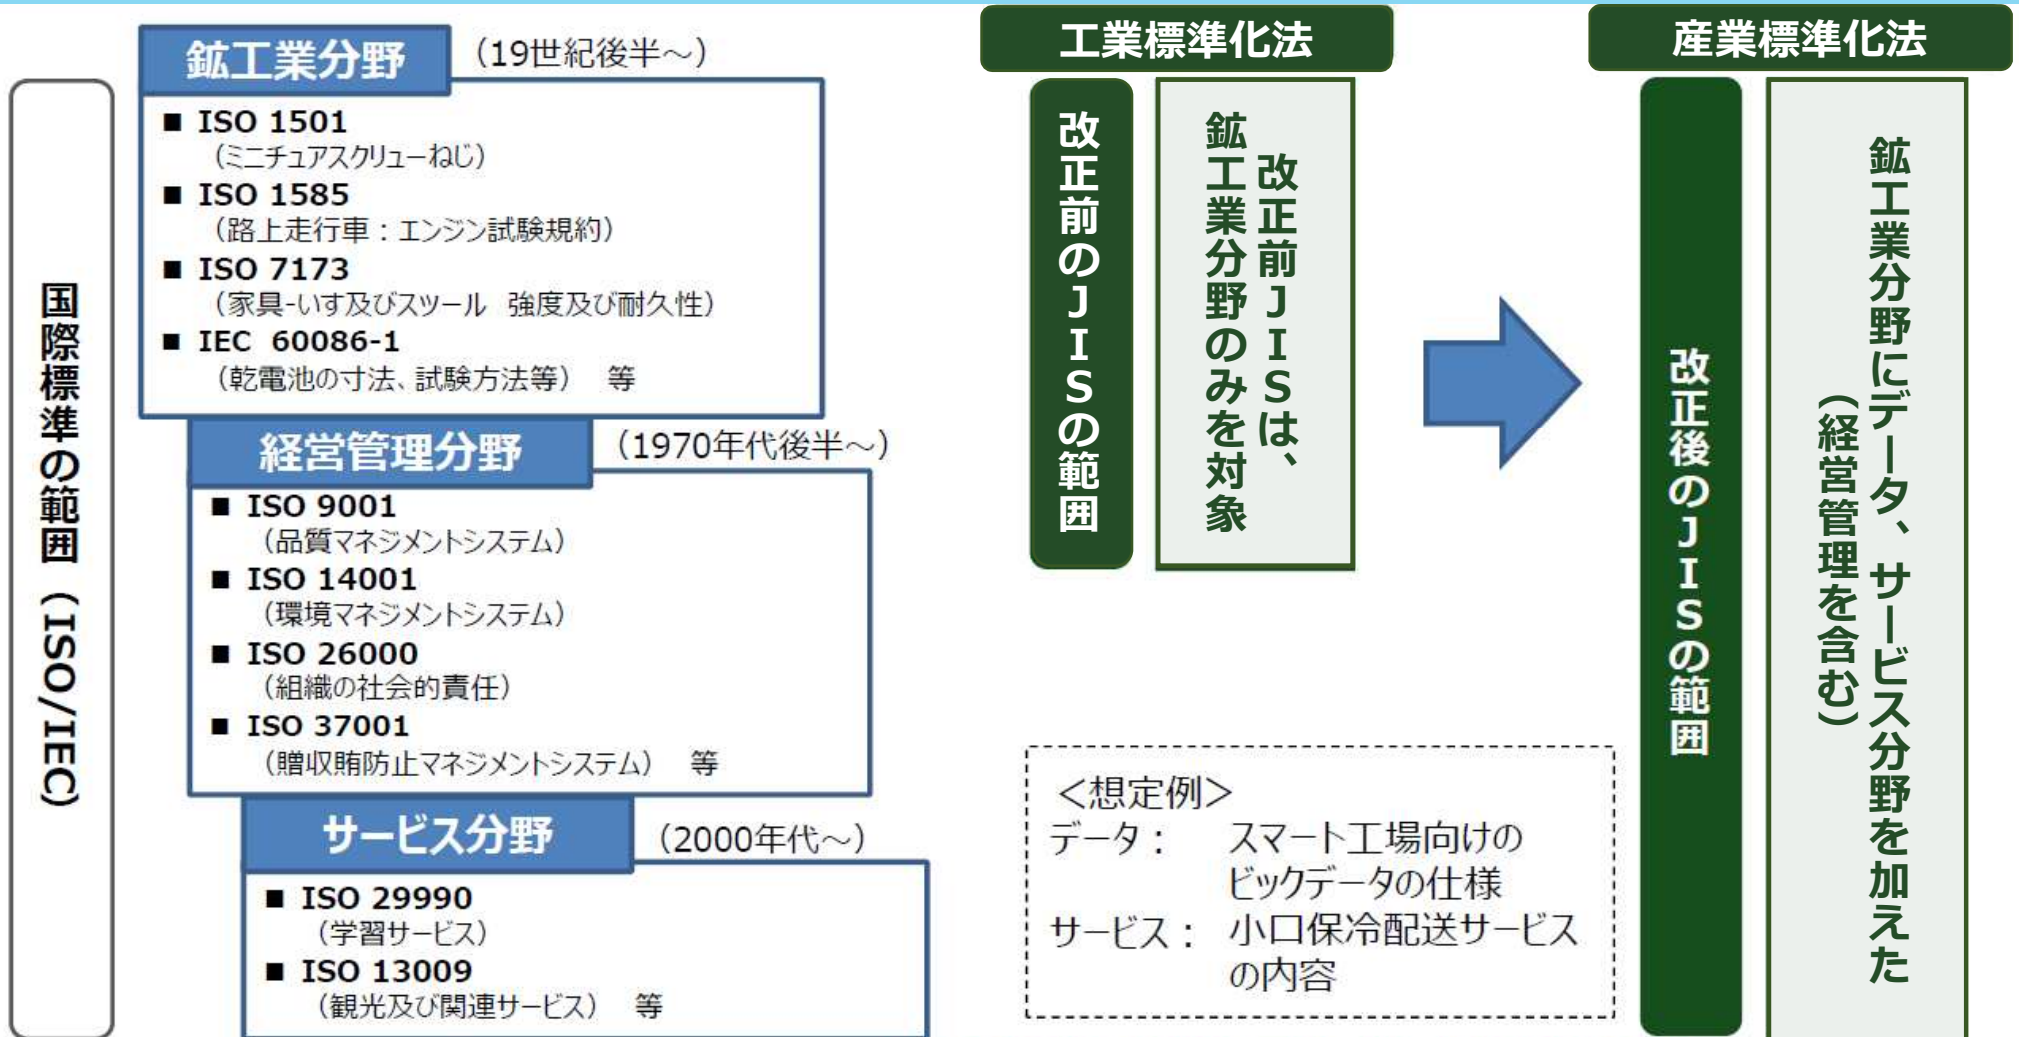 国際標準の範囲（ISO/IEC）
鉱工業分野
（19世紀後半～）
■ ISO 1501
（ミニチュアスクリューねじ）
■ ISO 1585
（路上走行車：エンジン試験規約）
■ ISO 7173
（家具-いす及びスツール 強度及び耐久性）
■ IEC 60086-1
（乾電池の寸法、試験方法等） 等
経営管理分野
（1970年代後半～）
■ ISO 9001
（品質マネジメントシステム）
■ ISO 14001
（環境マネジメントシステム）
■ ISO 26000
（組織の社会的責任）
■ ISO 37001
（贈収賄防止マネジメントシステム） 等
サービス分野
（2000年代～）
■ ISO 29990
（学習サービス）
■ ISO 13009
（観光及び関連サービス） 等
工業標準化法
改正前のJISの範囲
改正前JISは、
鉱工業分野のみを対象
＜想定例＞
データ： スマート工場向けの
ビックデータの仕様
サービス： 小口保冷配送サービス
の内容
産業標準化法
改正後のJISの範囲
鉱工業分野にデータ、サービス分野を加えた
（経営管理を含む）